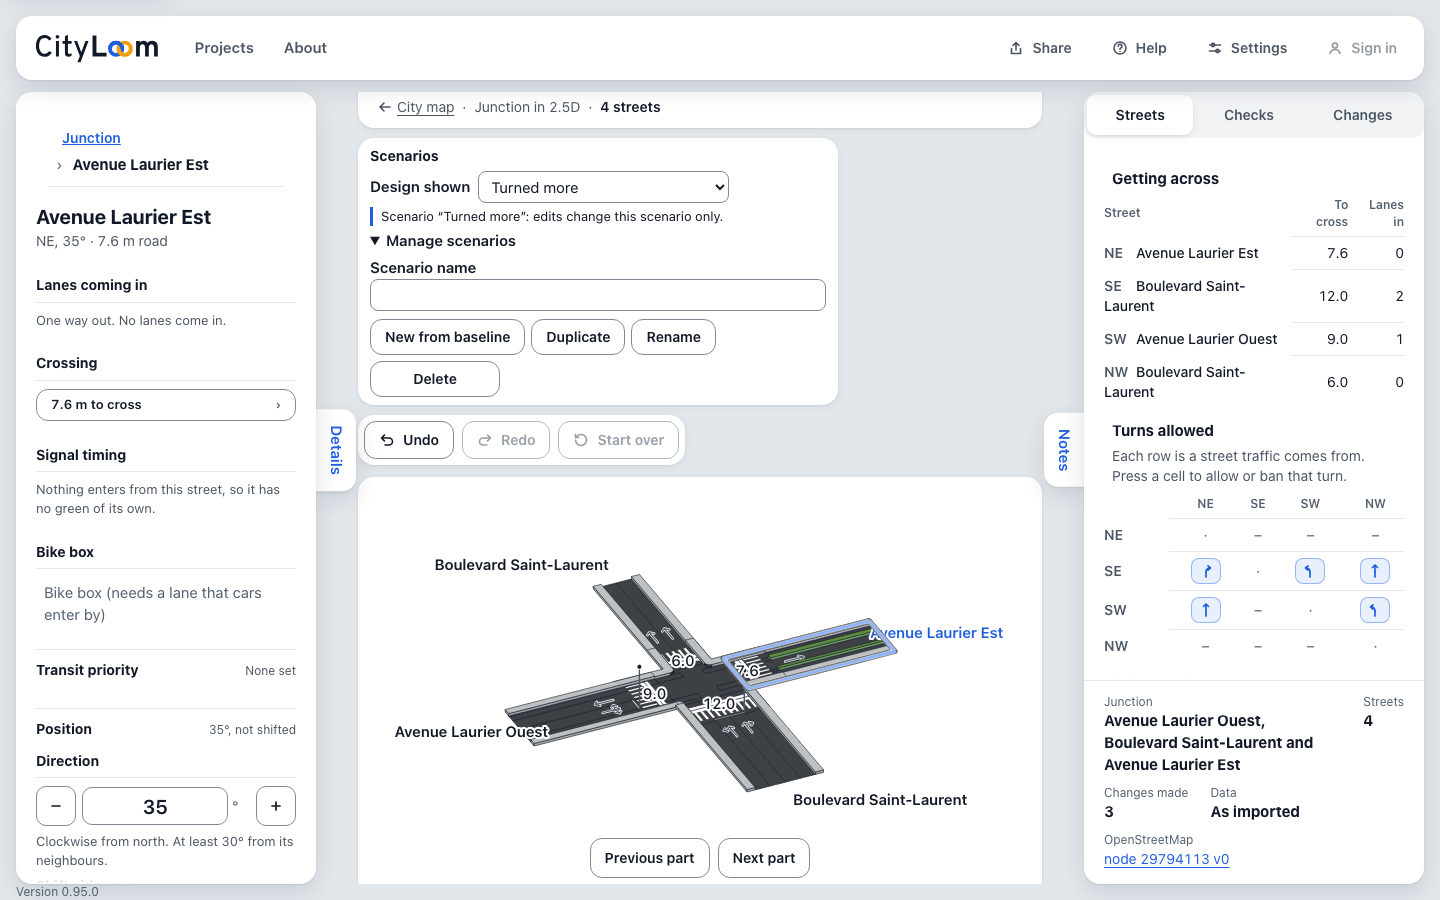 CityLoom
Projects
About
Share
Help
Settings
Sign in
Junction
› Avenue Laurier Est
Avenue Laurier Est
NE, 35° · 7.6 m road
Lanes coming in
One way out. No lanes come in.
Crossing
7.6 m to cross ›
Signal timing
Nothing enters from this street, so it has
no green of its own.
Bike box
Bike box (needs a lane that cars
enter by)
Transit priority None set
Position 35°, not shifted
Direction
− 35 ° +
Clockwise from north. At least 30° from its
neighbours.
Version 0.95.0
Details
← City map · Junction in 2.5D · 4 streets
Scenarios
Design shown Turned more
Scenario “Turned more”: edits change this scenario only.
▼ Manage scenarios
Scenario name
New from baseline
Duplicate
Rename
Delete
Undo
Redo
Start over
Boulevard Saint-Laurent
Avenue Laurier Est
6.0
7.6
9.0
12.0
Avenue Laurier Ouest
Boulevard Saint-Laurent
Previous part
Next part
Notes
Streets
Checks
Changes
Getting across
Street To cross Lanes in
NE Avenue Laurier Est 7.6 0
SE Boulevard Saint-
Laurent 12.0 2
SW Avenue Laurier Ouest 9.0 1
NW Boulevard Saint-
Laurent 6.0 0
Turns allowed
Each row is a street traffic comes from.
Press a cell to allow or ban that turn.
NE SE SW NW
NE · – – –
SE ·
SW – ·
NW – – – ·
Junction
Avenue Laurier Ouest,
Boulevard Saint-Laurent and
Avenue Laurier Est
Streets
4
Changes made
3
Data
As imported
OpenStreetMap
node 29794113 v0